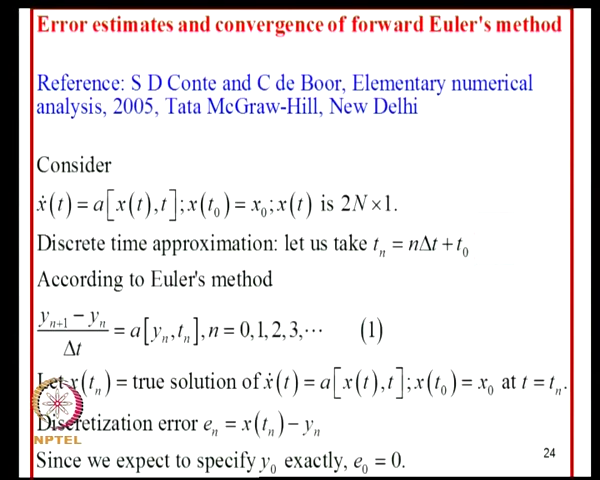 Error estimates and convergence of forward Euler's method
Reference: S D Conte and C de Boor, Elementary numerical
analysis, 2005, Tata McGraw-Hill, New Delhi
Consider
ẋ(t) = a[x(t),t]; x(t₀) = x₀; x(t) is 2N×1.
Discrete time approximation: let us take tₙ = nΔt + t₀
According to Euler's method
(yₙ₊₁ − yₙ)/Δt = a[yₙ,tₙ], n = 0,1,2,3,⋯ (1)
Let x(tₙ) = true solution of ẋ(t) = a[x(t),t]; x(t₀) = x₀ at t = tₙ.
Discretization error eₙ = x(tₙ) − yₙ
NPTEL
Since we expect to specify y₀ exactly, e₀ = 0.
24